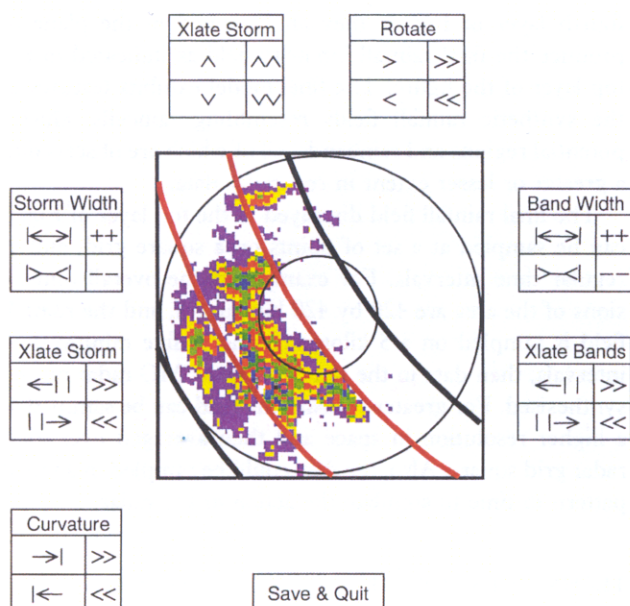 Xlate Storm
∧ ∧∧
∨ ∨∨
Rotate
> >>
< <<
Storm Width
|<-->| ++
|>--<| --
Band Width
|<-->| ++
|>--<| --
Xlate Storm
←|| >>
||→ <<
Xlate Bands
←|| >>
||→ <<
Curvature
→| >>
|← <<
Save & Quit